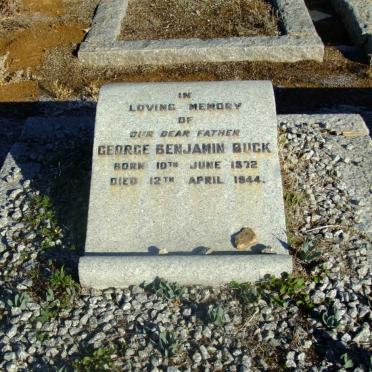 IN
LOVING MEMORY
OF
OUR DEAR FATHER
GEORGE BENJAMIN BUCK
BORN 10TH JUNE 1872
DIED 12TH APRIL 1944.